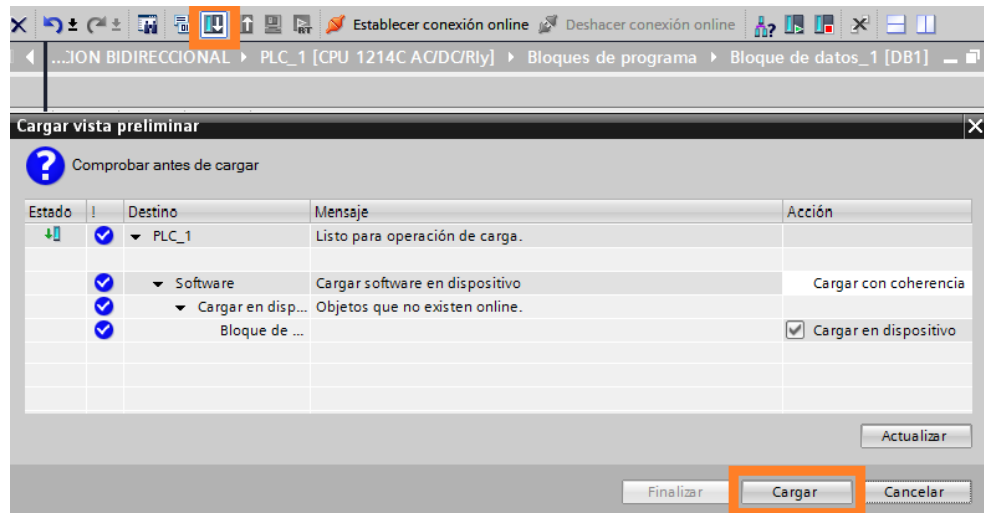 Establecer conexión online Deshacer conexión online
...ION BIDIRECCIONAL PLC_1 [CPU 1214C AC/DC/Rly] Bloques de programa Bloque de datos_1 [DB1]
Cargar vista preliminar
Comprobar antes de cargar
Estado ! Destino Mensaje Acción
PLC_1 Listo para operación de carga.
Software Cargar software en dispositivo Cargar con coherencia
Cargar en disp... Objetos que no existen online.
Bloque de ... Cargar en dispositivo
Actualizar
Finalizar Cargar Cancelar